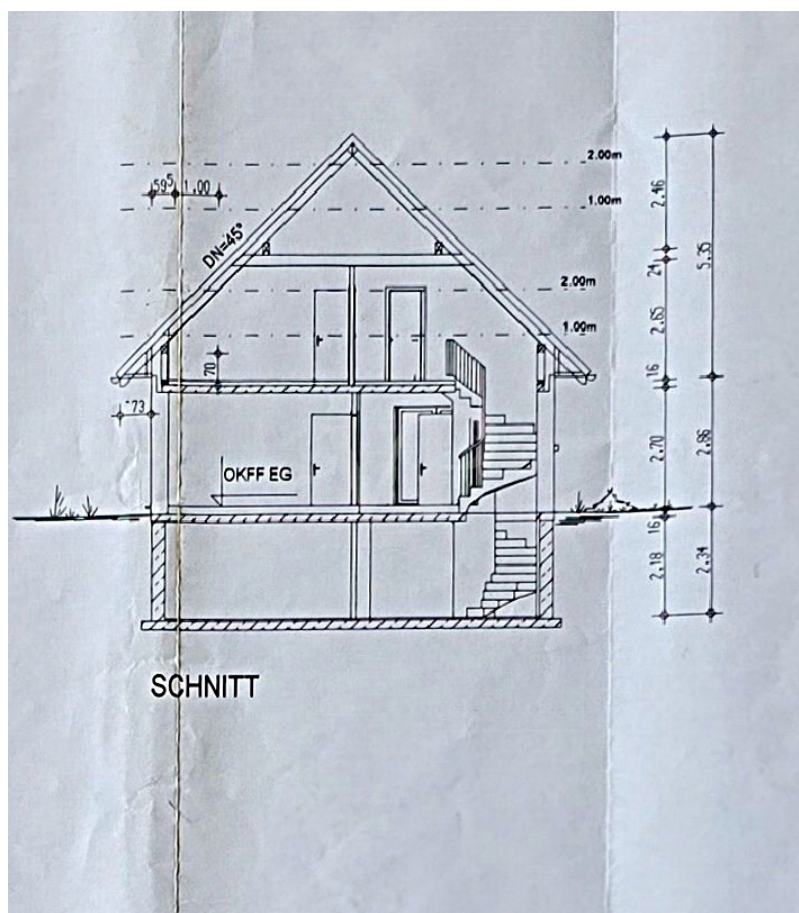 2.00m
59⁵ 1.00
1.00m
DN=45°
2.46
5.35
24
2.00m
2.65
1.00m
70
16
73
2.70
2.86
OKFF EG
16
2.18
2.34
SCHNITT